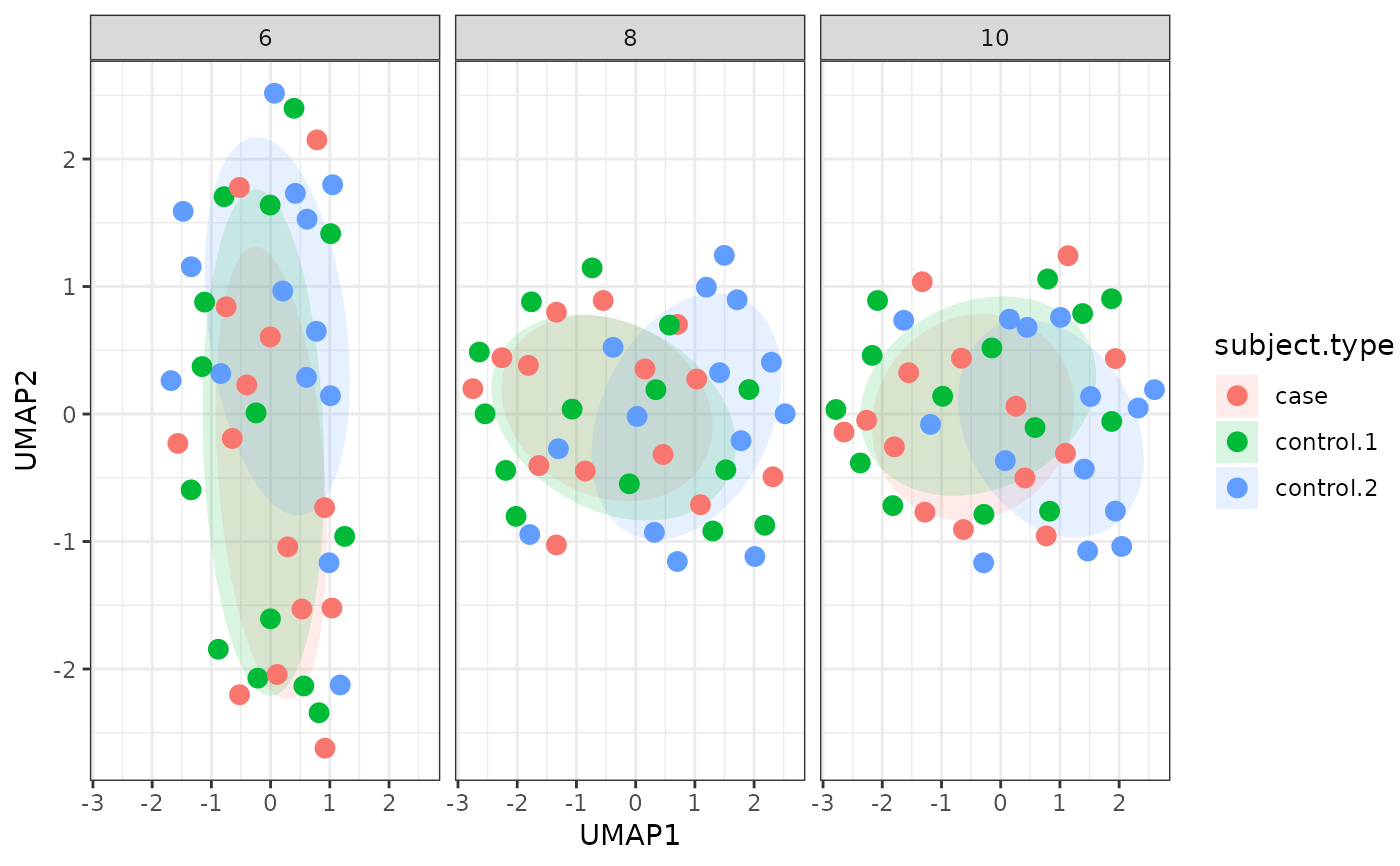 6 8 10
UMAP2
2
1
0
-1
-2
-3 -2 -1 0 1 2 -3 -2 -1 0 1 2 -3 -2 -1 0 1 2
UMAP1
subject.type
case
control.1
control.2